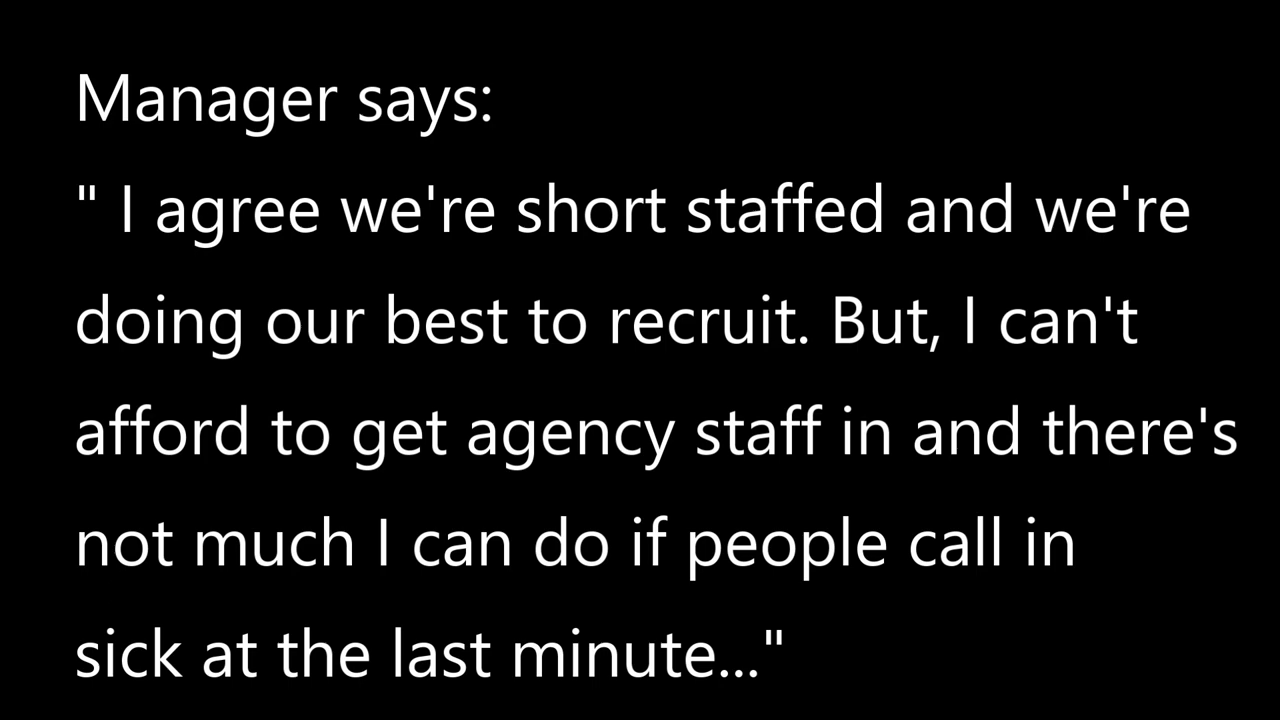 Manager says:
" I agree we're short staffed and we're
doing our best to recruit. But, I can't
afford to get agency staff in and there's
not much I can do if people call in
sick at the last minute..."